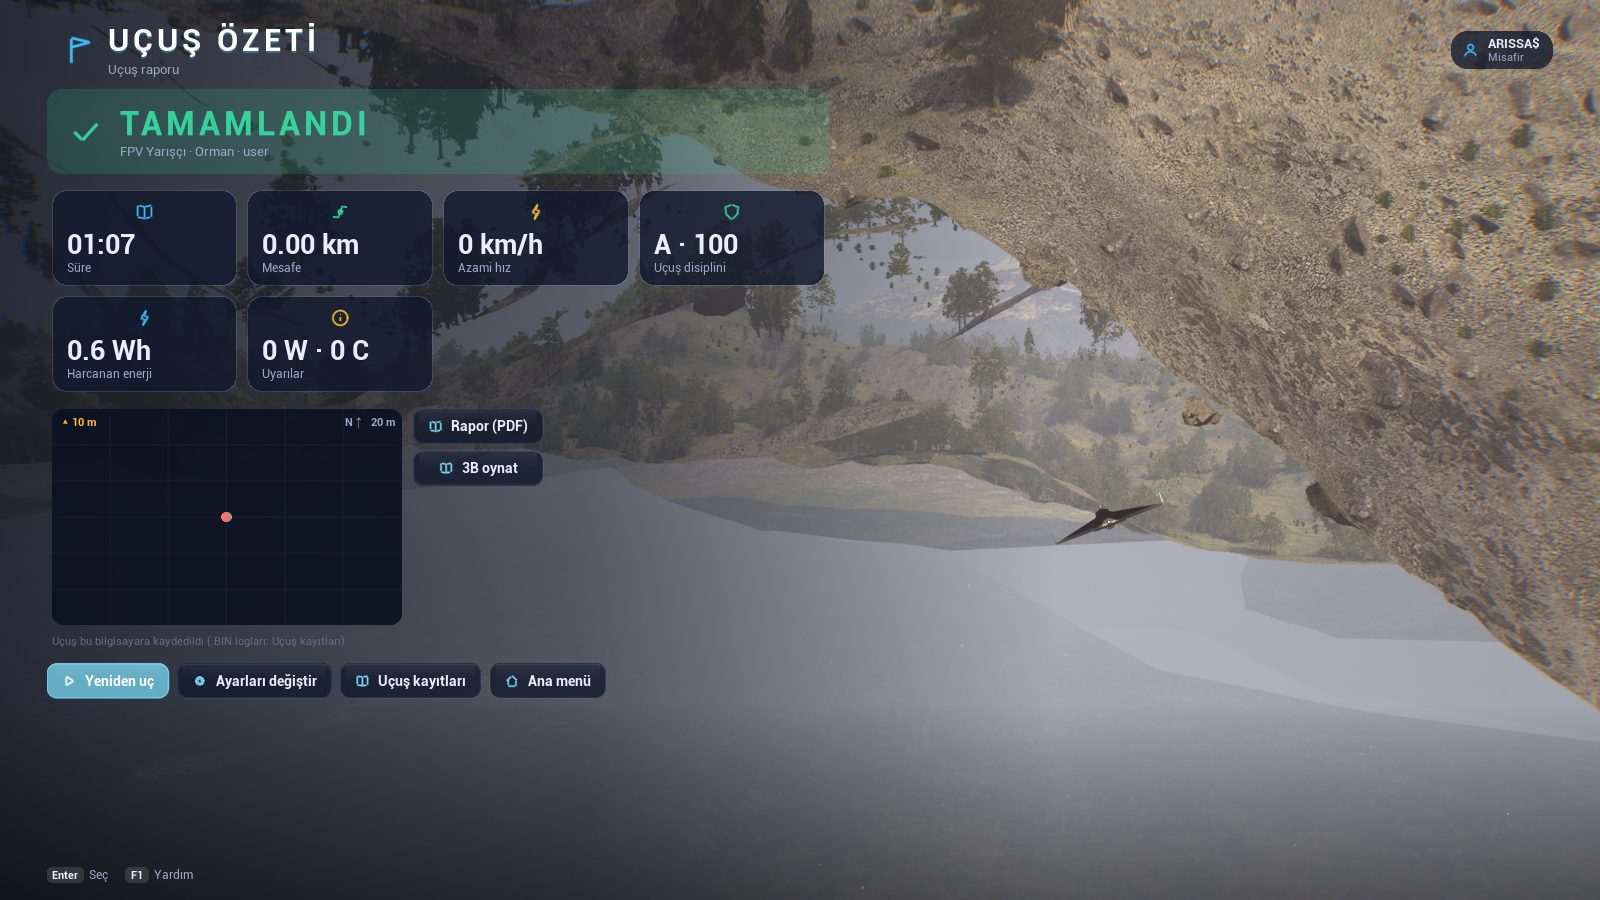 UÇUŞ ÖZETİ
Uçuş raporu
ARISSA$
Misafir
TAMAMLANDI
FPV Yarışçı · Orman · user
01:07
Süre
0.00 km
Mesafe
0 km/h
Azami hız
A · 100
Uçuş disiplini
0.6 Wh
Harcanan enerji
0 W · 0 C
Uyarılar
▲ 10 m
N ↑ 20 m
Rapor (PDF)
3B oynat
Uçuş bu bilgisayara kaydedildi (.BIN logları: Uçuş kayıtları).
Yeniden uç
Ayarları değiştir
Uçuş kayıtları
Ana menü
Enter Seç F1 Yardım